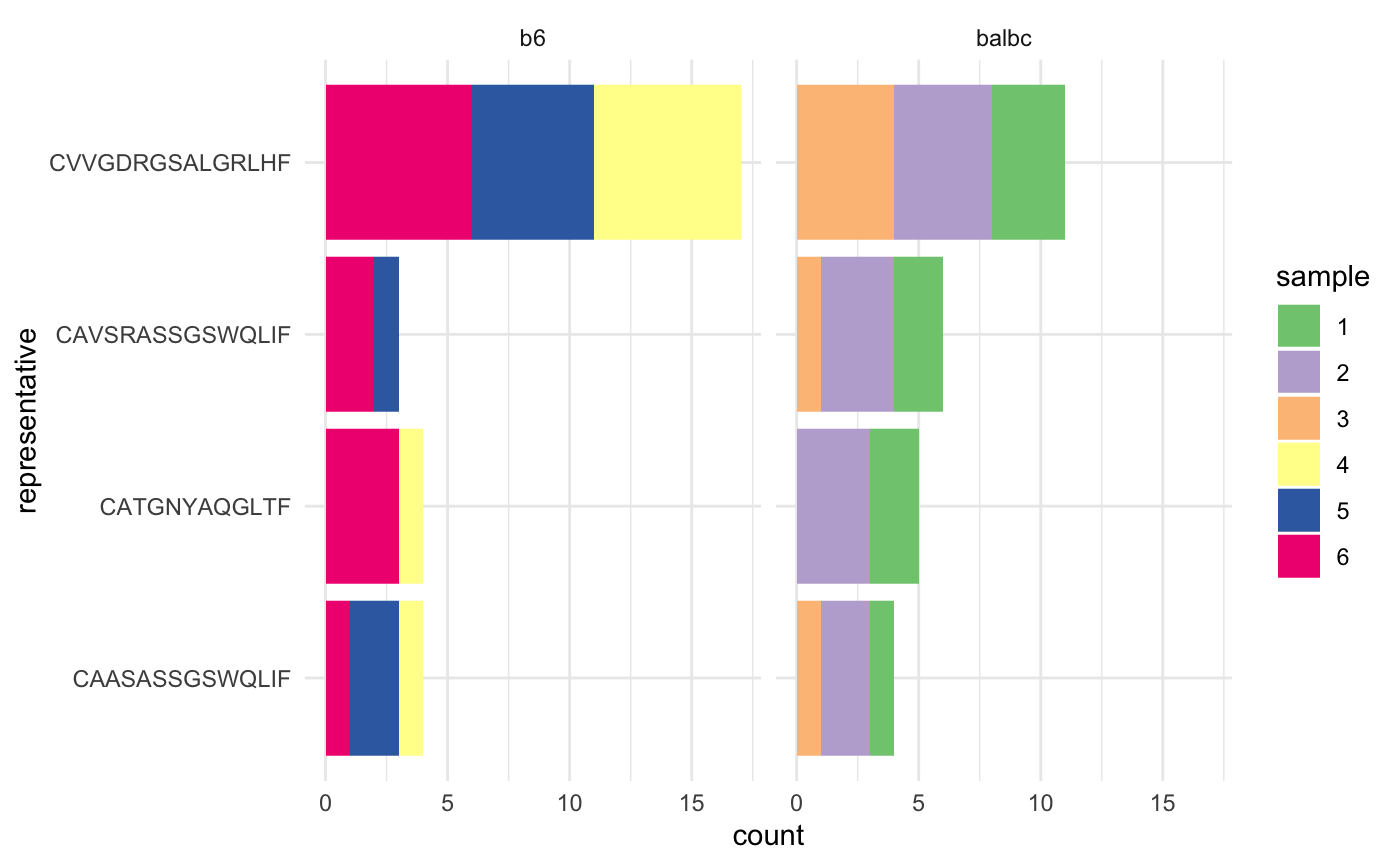 b6
balbc
CVVGDRGSALGRLHF
CAVSRASSGSWQLIF
CATGNYAQGLTF
CAASASSGSWQLIF
representative
0 5 10 15
0 5 10 15
count
sample
1
2
3
4
5
6